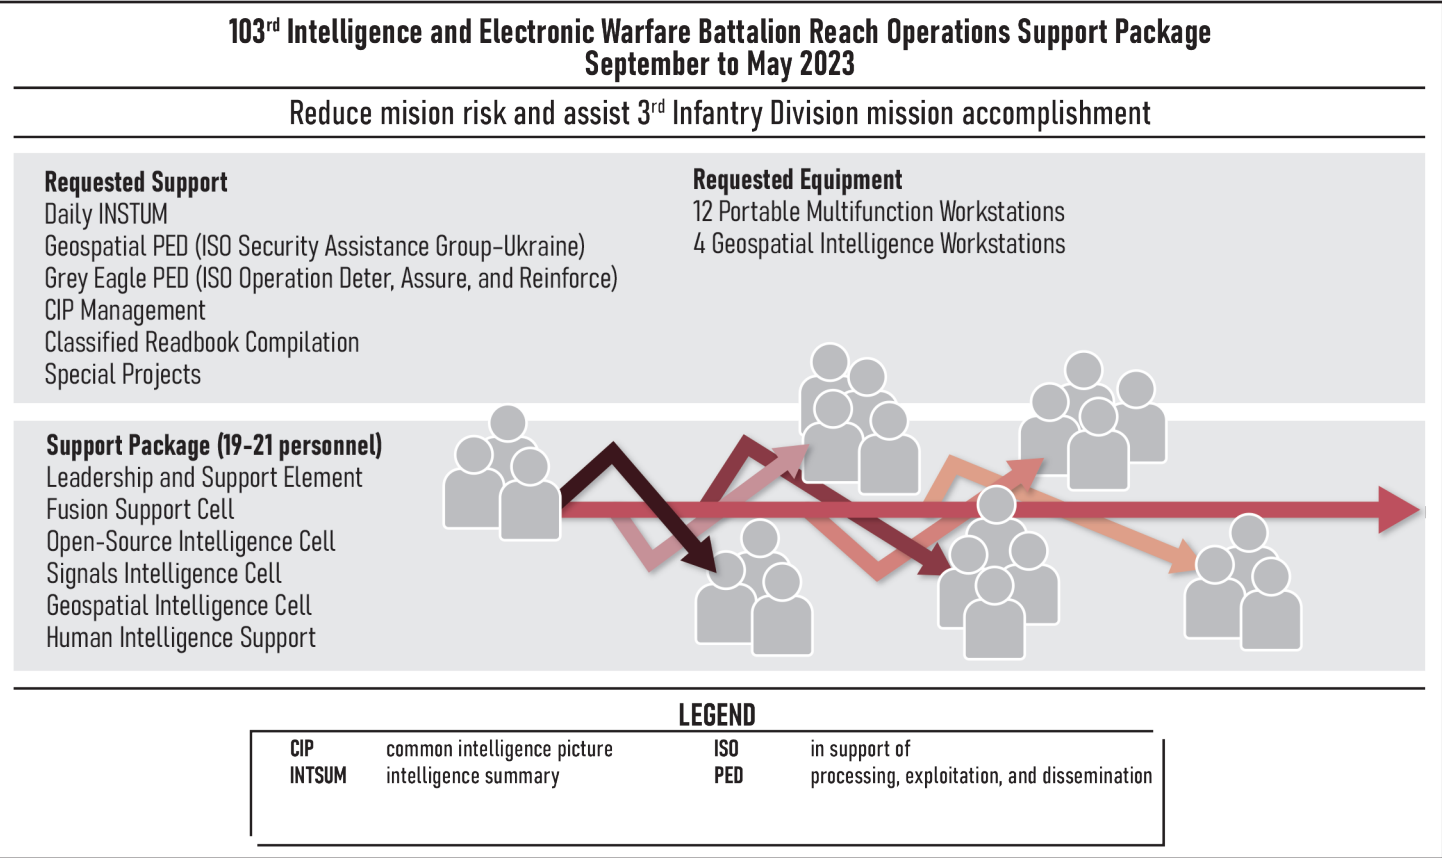 103rd Intelligence and Electronic Warfare Battalion Reach Operations Support Package
September to May 2023
Reduce mision risk and assist 3rd Infantry Division mission accomplishment
Requested Support
Daily INSTUM
Geospatial PED (ISO Security Assistance Group–Ukraine)
Grey Eagle PED (ISO Operation Deter, Assure, and Reinforce)
CIP Management
Classified Readbook Compilation
Special Projects
Requested Equipment
12 Portable Multifunction Workstations
4 Geospatial Intelligence Workstations
Support Package (19-21 personnel)
Leadership and Support Element
Fusion Support Cell
Open-Source Intelligence Cell
Signals Intelligence Cell
Geospatial Intelligence Cell
Human Intelligence Support
LEGEND
CIP common intelligence picture
INTSUM intelligence summary
ISO in support of
PED processing, exploitation, and dissemination